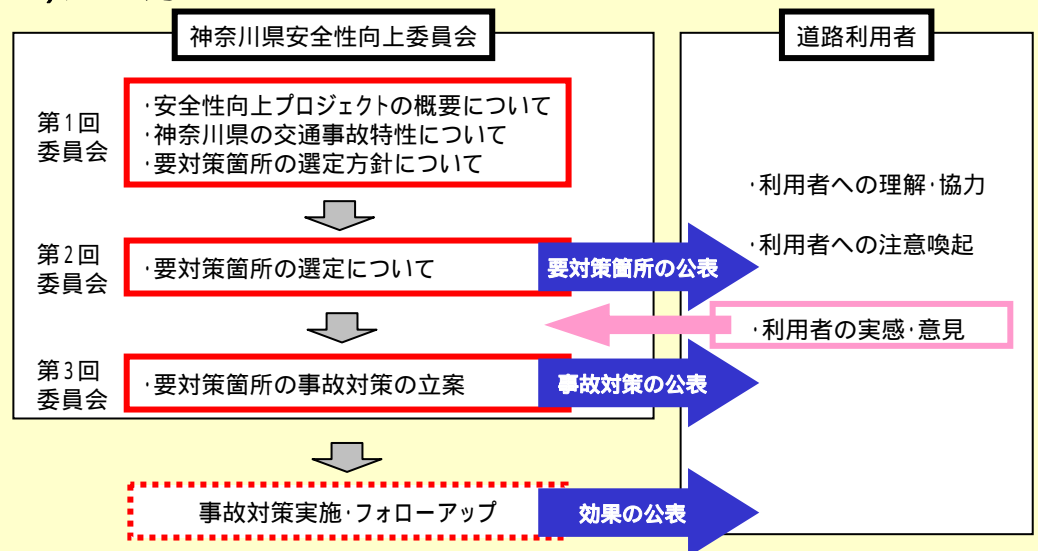 神奈川県安全性向上委員会
道路利用者
第1回
委員会
･安全性向上プロジェクトの概要について
･神奈川県の交通事故特性について
･要対策箇所の選定方針について
･利用者への理解･協力
･利用者への注意喚起
第2回
委員会
･要対策箇所の選定について
要対策箇所の公表
･利用者の実感･意見
第3回
委員会
･要対策箇所の事故対策の立案
事故対策の公表
事故対策実施･フォローアップ
効果の公表